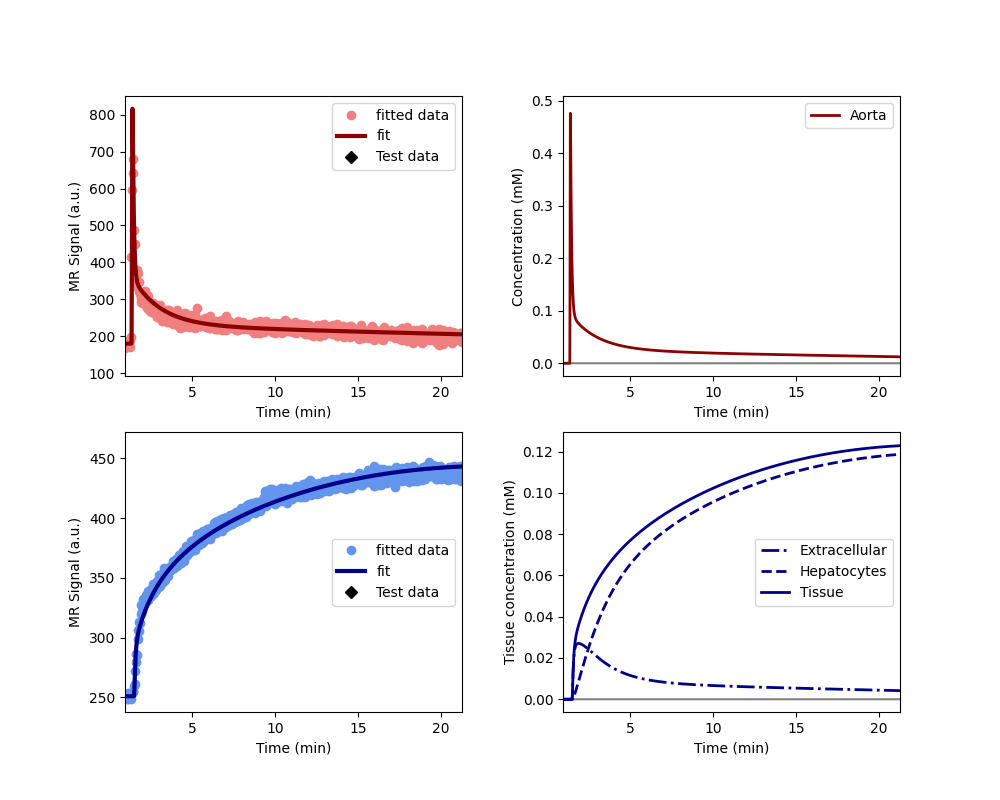 800
700
600
500
400
300
200
100
MR Signal (a.u.)
fitted data
fit
Test data
5
10
15
20
Time (min)
0.5
0.4
0.3
0.2
0.1
0.0
Concentration (mM)
Aorta
5
10
15
20
Time (min)
450
400
350
300
250
MR Signal (a.u.)
fitted data
fit
Test data
5
10
15
20
Time (min)
0.12
0.10
0.08
0.06
0.04
0.02
0.00
Tissue concentration (mM)
Extracellular
Hepatocytes
Tissue
5
10
15
20
Time (min)